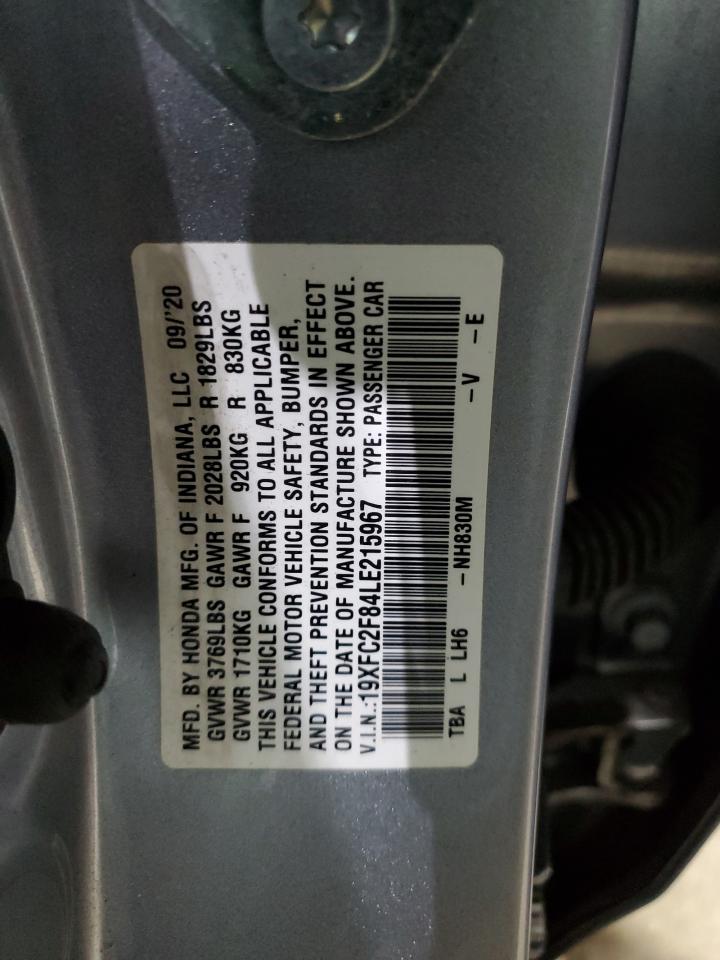 MFD. BY HONDA MFG. OF INDIANA, LLC 09/'20
GVWR 3769LBS GAWR F 2028LBS R 1829LBS
GVWR 1710KG GAWR F 920KG R 830KG
THIS VEHICLE CONFORMS TO ALL APPLICABLE
FEDERAL MOTOR VEHICLE SAFETY, BUMPER,
AND THEFT PREVENTION STANDARDS IN EFFECT
ON THE DATE OF MANUFACTURE SHOWN ABOVE.
V.I.N.:19XFC2F84LE215967 TYPE: PASSENGER CAR
TBA L LH6 -NH830M -V -E